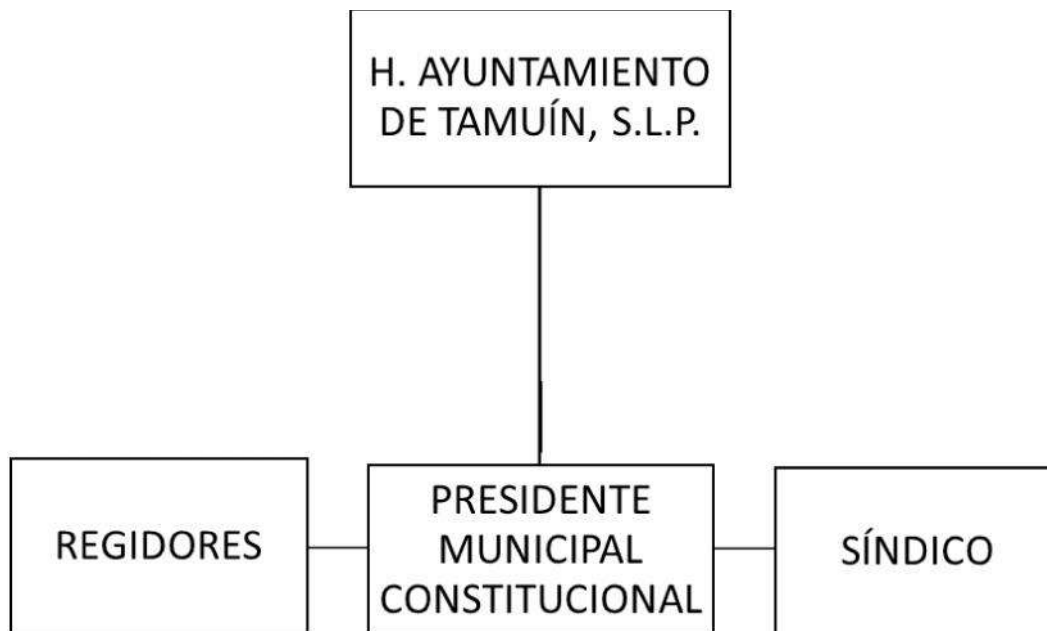 H. AYUNTAMIENTO
DE TAMUÍN, S.L.P.
REGIDORES
PRESIDENTE
MUNICIPAL
CONSTITUCIONAL
SÍNDICO